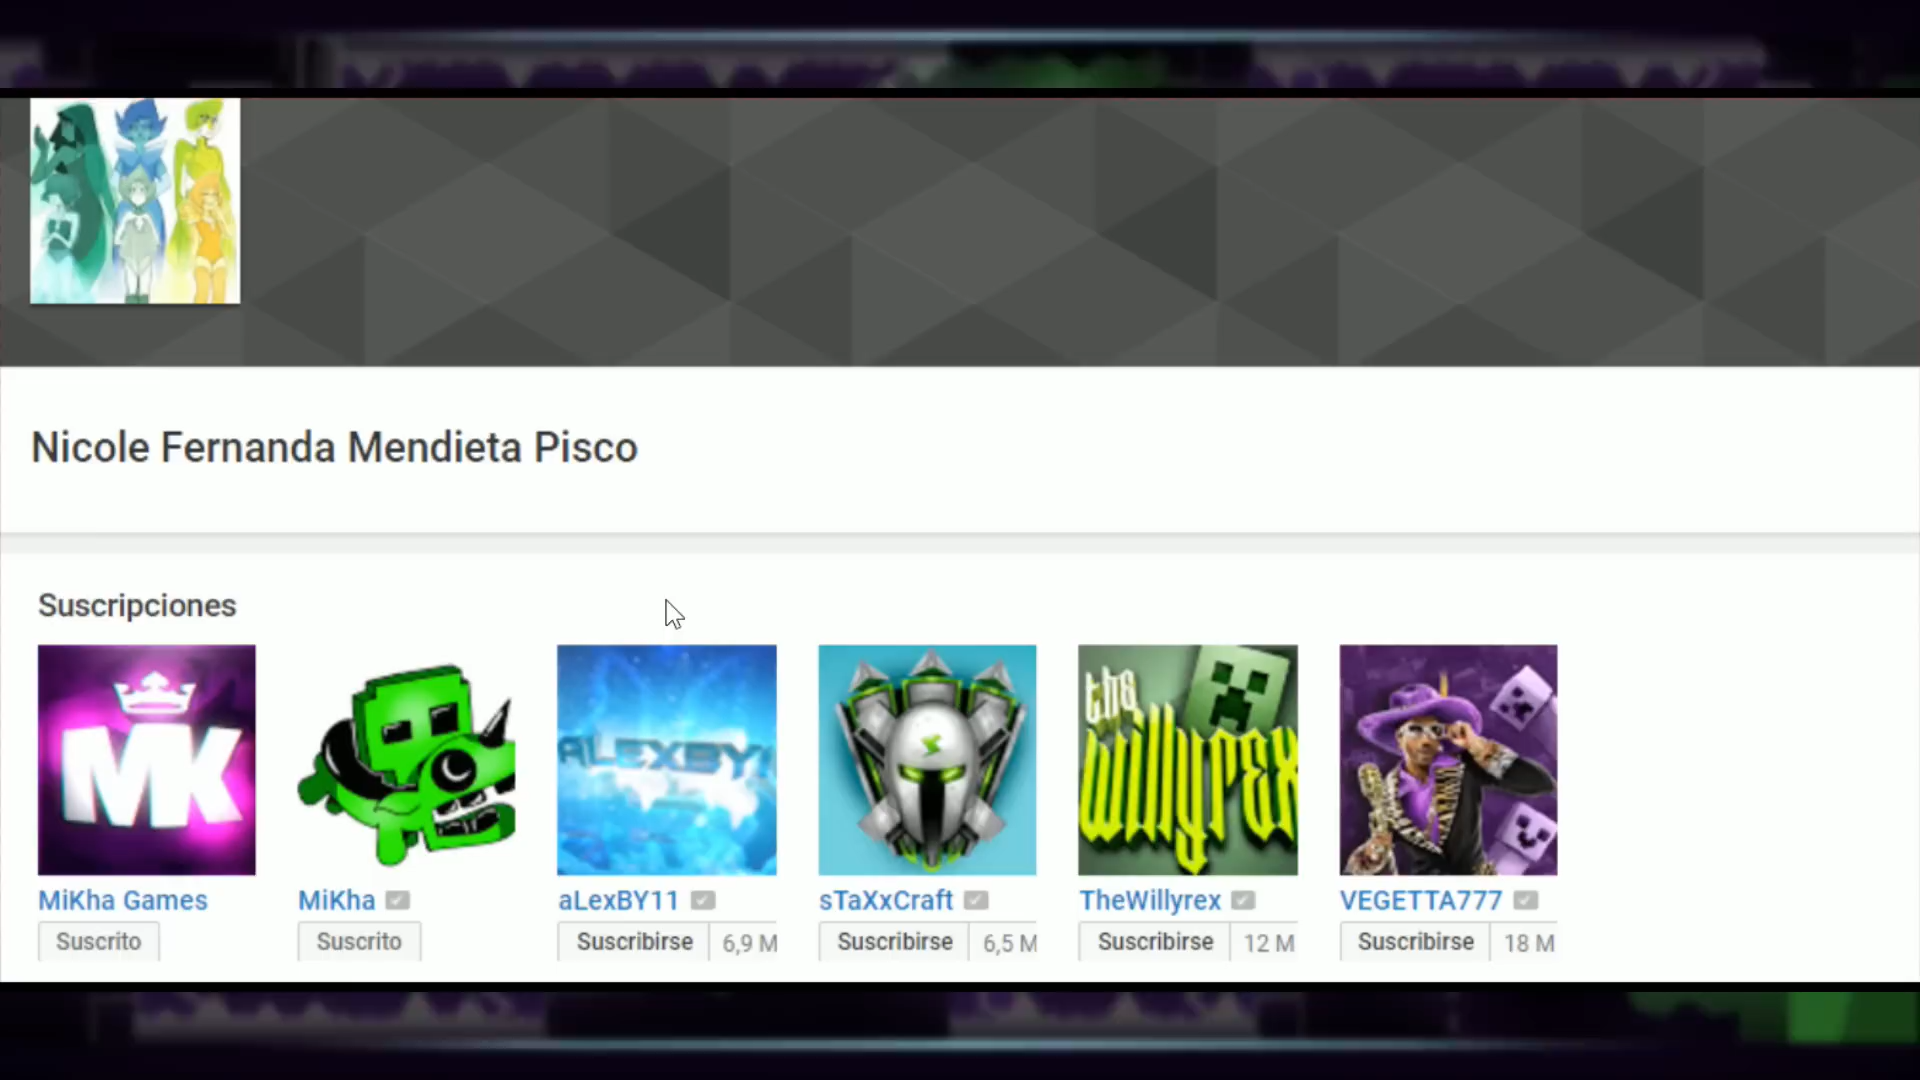 Nicole Fernanda Mendieta Pisco
Suscripciones
MK
ALEXBY
the
willyrex
MiKha Games
MiKha
aLexBY11
sTaXxCraft
TheWillyrex
VEGETTA777
Suscrito
Suscrito
Suscribirse 6,9 M
Suscribirse 6,5 M
Suscribirse 12 M
Suscribirse 18 M